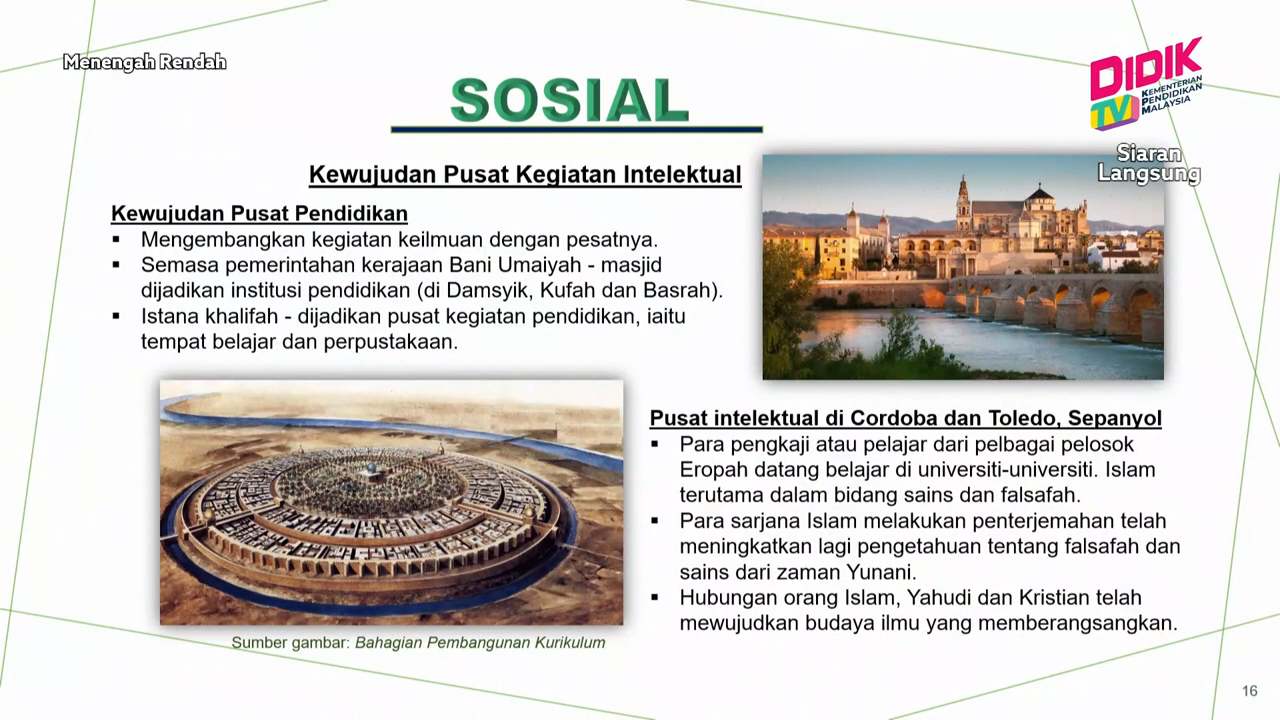 Menengah Rendah
SOSIAL
DIDIK
TV
KEMENTERIAN
PENDIDIKAN
MALAYSIA
Siaran
Langsung
Kewujudan Pusat Kegiatan Intelektual
Kewujudan Pusat Pendidikan
▪ Mengembangkan kegiatan keilmuan dengan pesatnya.
▪ Semasa pemerintahan kerajaan Bani Umaiyah - masjid
dijadikan institusi pendidikan (di Damsyik, Kufah dan Basrah).
▪ Istana khalifah - dijadikan pusat kegiatan pendidikan, iaitu
tempat belajar dan perpustakaan.
Sumber gambar: Bahagian Pembangunan Kurikulum
Pusat intelektual di Cordoba dan Toledo, Sepanyol
▪ Para pengkaji atau pelajar dari pelbagai pelosok
Eropah datang belajar di universiti-universiti. Islam
terutama dalam bidang sains dan falsafah.
▪ Para sarjana Islam melakukan penterjemahan telah
meningkatkan lagi pengetahuan tentang falsafah dan
sains dari zaman Yunani.
▪ Hubungan orang Islam, Yahudi dan Kristian telah
mewujudkan budaya ilmu yang memberangsangkan.
16